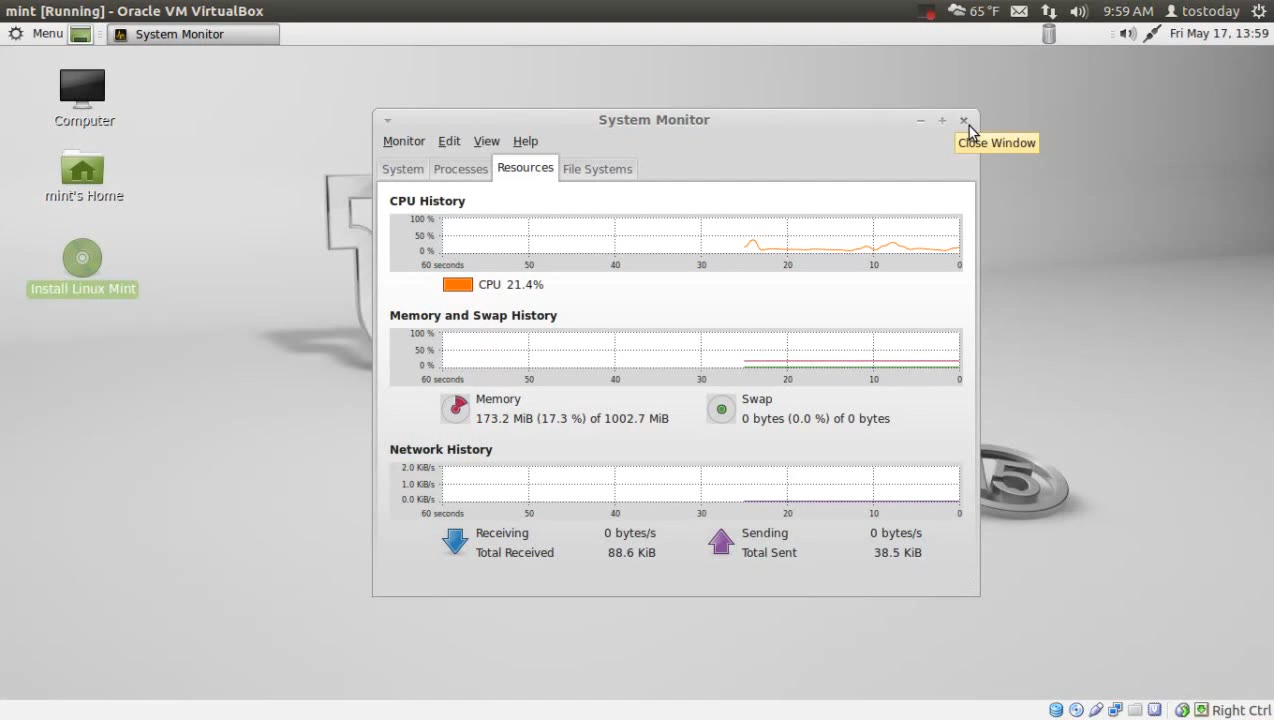 mint [Running] - Oracle VM VirtualBox
65 °F
9:59 AM
tostoday
Menu
System Monitor
Fri May 17, 13:59
Computer
mint's Home
Install Linux Mint
System Monitor
Close Window
Monitor Edit View Help
System Processes Resources File Systems
CPU History
100 %
50 %
0 %
60 seconds 50 40 30 20 10 0
CPU 21.4%
Memory and Swap History
100 %
50 %
0 %
60 seconds 50 40 30 20 10 0
Memory
173.2 MiB (17.3 %) of 1002.7 MiB
Swap
0 bytes (0.0 %) of 0 bytes
Network History
2.0 KiB/s
1.0 KiB/s
0.0 KiB/s
60 seconds 50 40 30 20 10 0
Receiving 0 bytes/s
Total Received 88.6 KiB
Sending 0 bytes/s
Total Sent 38.5 KiB
Right Ctrl